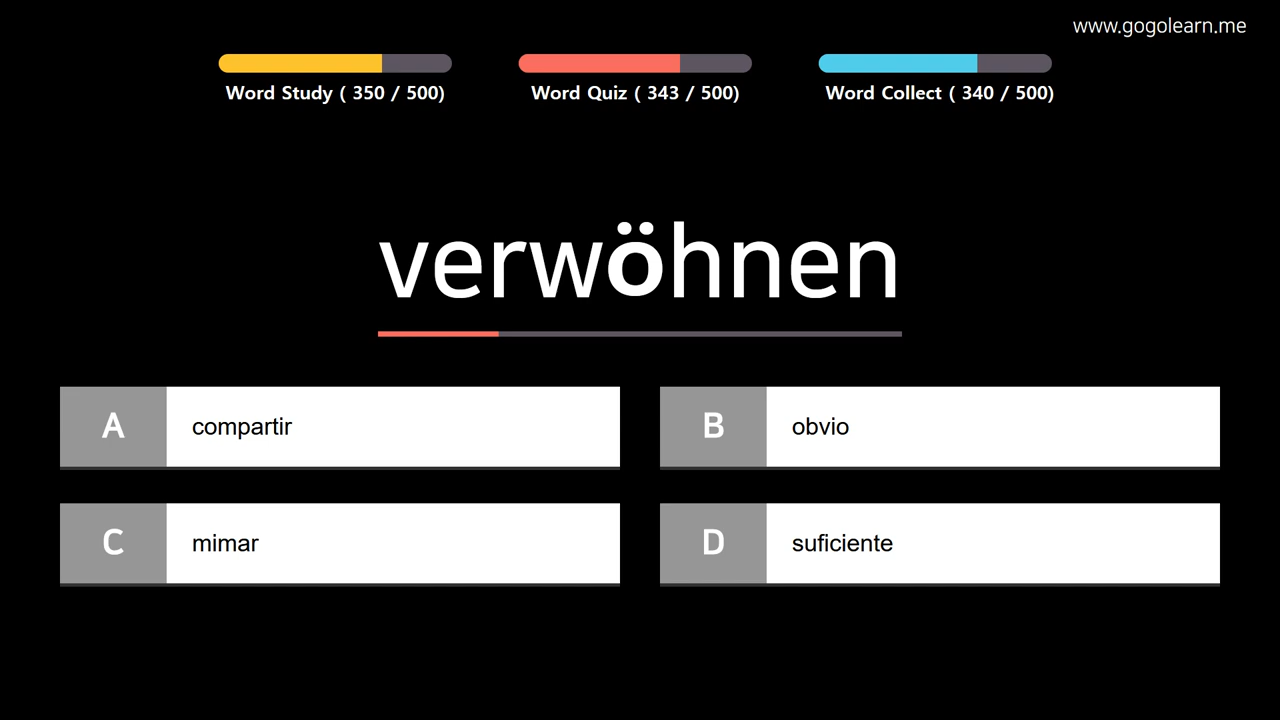 www.gogolearn.me
Word Study ( 350 / 500)
Word Quiz ( 343 / 500)
Word Collect ( 340 / 500)
verwöhnen
A
compartir
B
obvio
C
mimar
D
suficiente